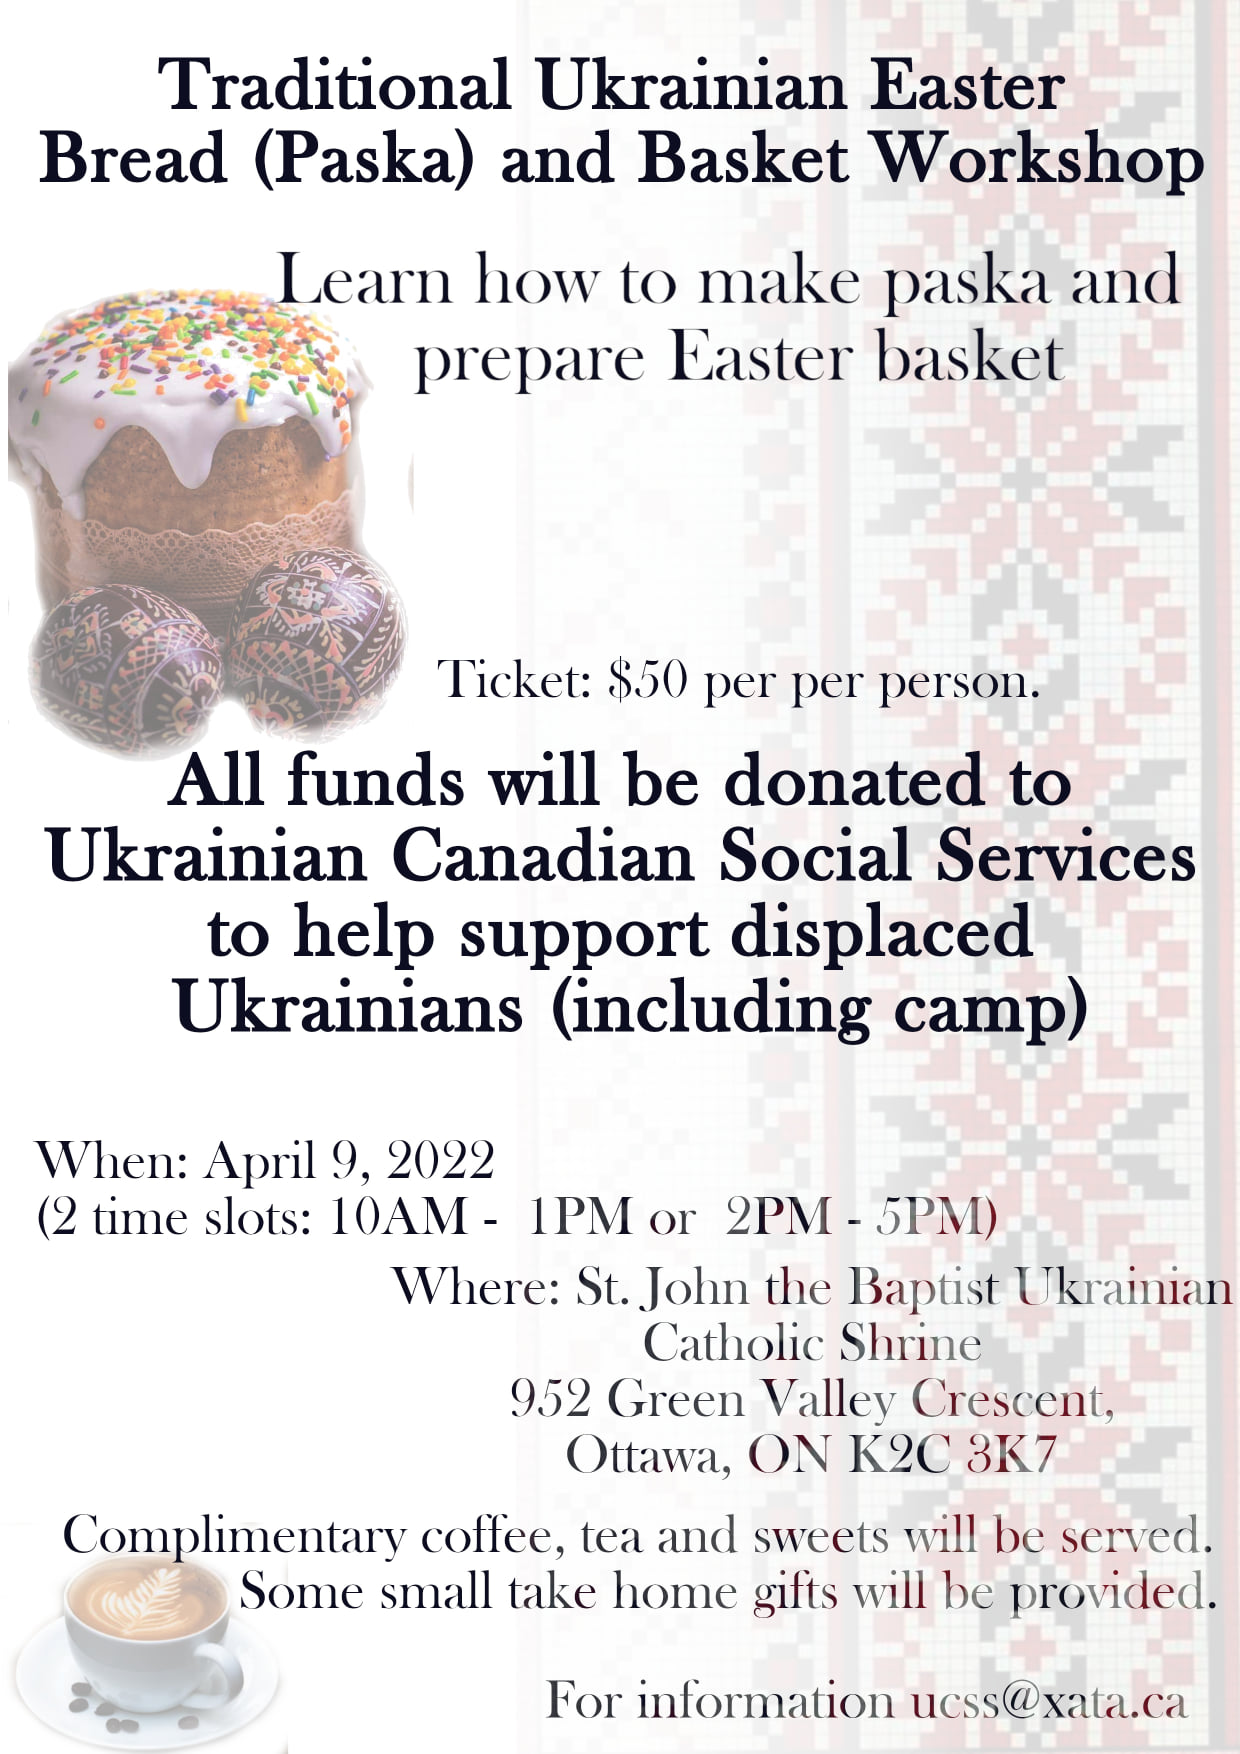 Traditional Ukrainian Easter
Bread (Paska) and Basket Workshop
Learn how to make paska and
prepare Easter basket
Ticket: $50 per per person.
All funds will be donated to
Ukrainian Canadian Social Services
to help support displaced
Ukrainians (including camp)
When: April 9, 2022
(2 time slots: 10AM - 1PM or 2PM - 5PM)
Where: St. John the Baptist Ukrainian
Catholic Shrine
952 Green Valley Crescent,
Ottawa, ON K2C 3K7
Complimentary coffee, tea and sweets will be served.
Some small take home gifts will be provided.
For information ucss@xata.ca